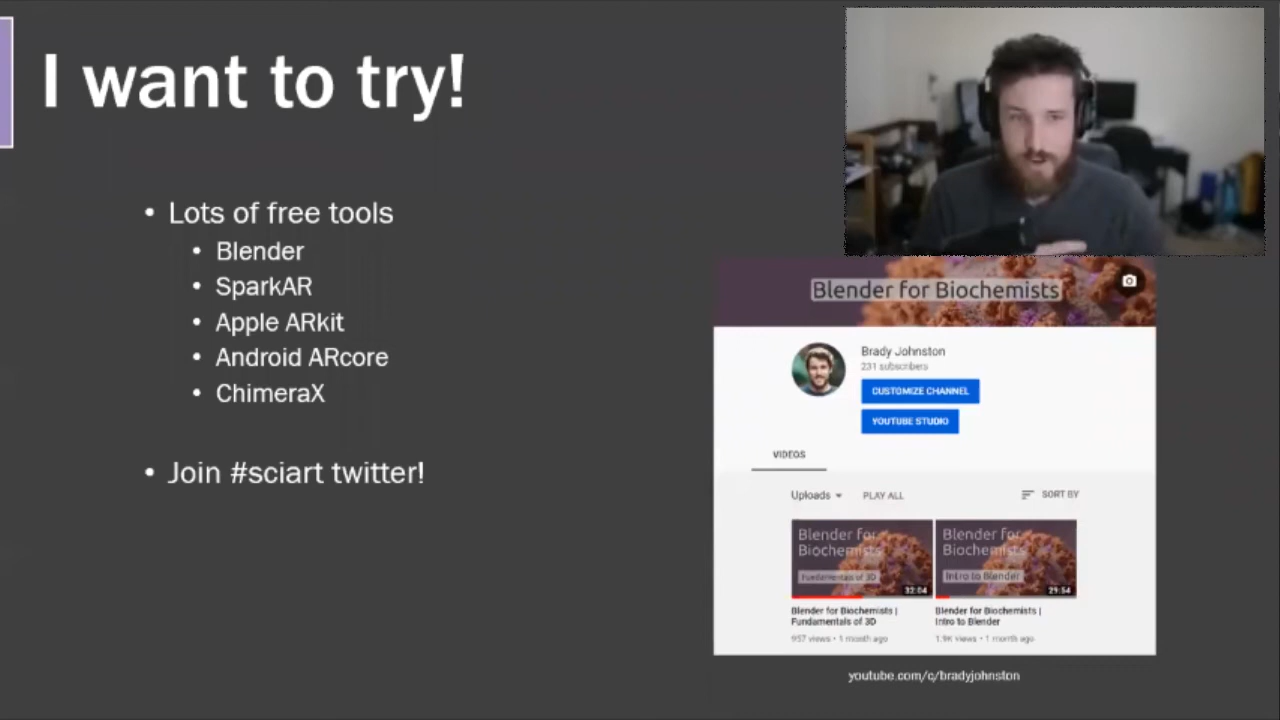 I want to try!
• Lots of free tools
• Blender
• SparkAR
• Apple ARkit
• Android ARcore
• ChimeraX
• Join #sciart twitter!
Blender for Biochemists
Brady Johnston
231 subscribers
CUSTOMIZE CHANNEL
YOUTUBE STUDIO
VIDEOS
Uploads
PLAY ALL
SORT BY
Blender for
Biochemists
Fundamentals of 3D
32:04
Blender for Biochemists |
Fundamentals of 3D
957 views • 1 month ago
Blender for
Biochemists
Intro to Blender
29:54
Blender for Biochemists |
Intro to Blender
1.9K views • 1 month ago
youtube.com/c/bradyjohnston